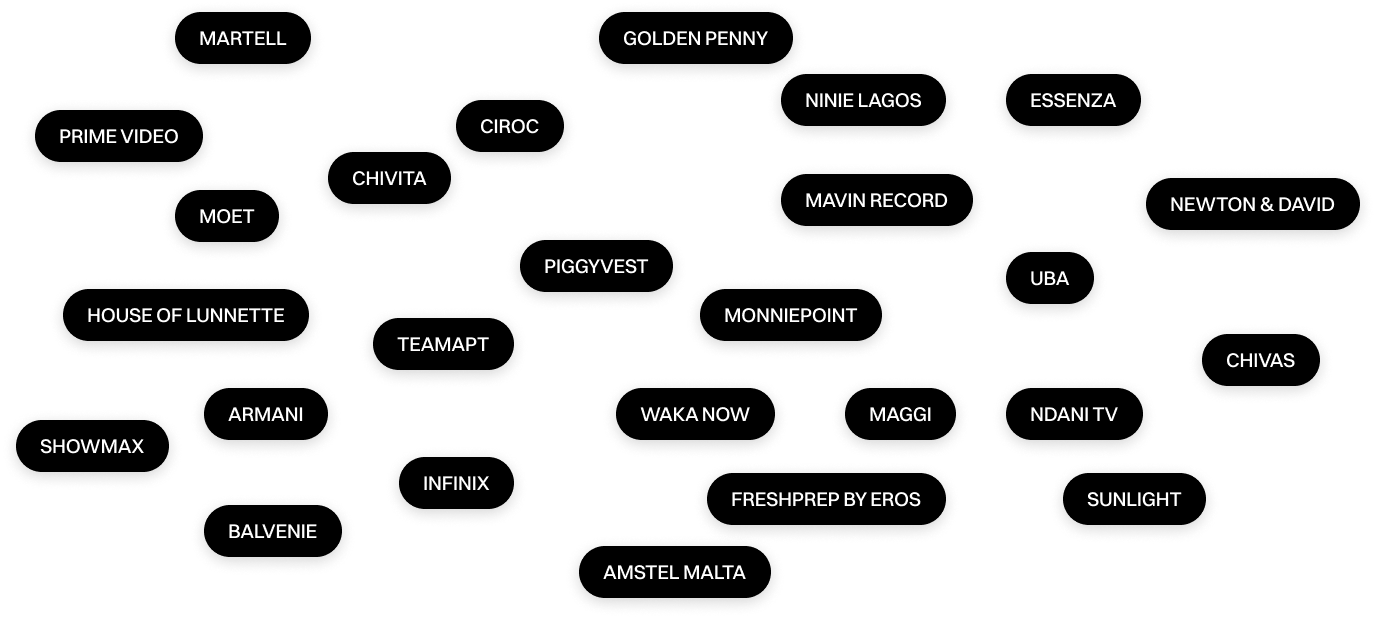 MARTELL
GOLDEN PENNY
NINIE LAGOS
ESSENZA
CIROC
PRIME VIDEO
CHIVITA
MAVIN RECORD
NEWTON & DAVID
MOET
PIGGYVEST
UBA
HOUSE OF LUNNETTE
MONNIEPOINT
TEAMAPT
CHIVAS
ARMANI
WAKA NOW
MAGGI
NDANI TV
SHOWMAX
INFINIX
FRESHPREP BY EROS
SUNLIGHT
BALVENIE
AMSTEL MALTA